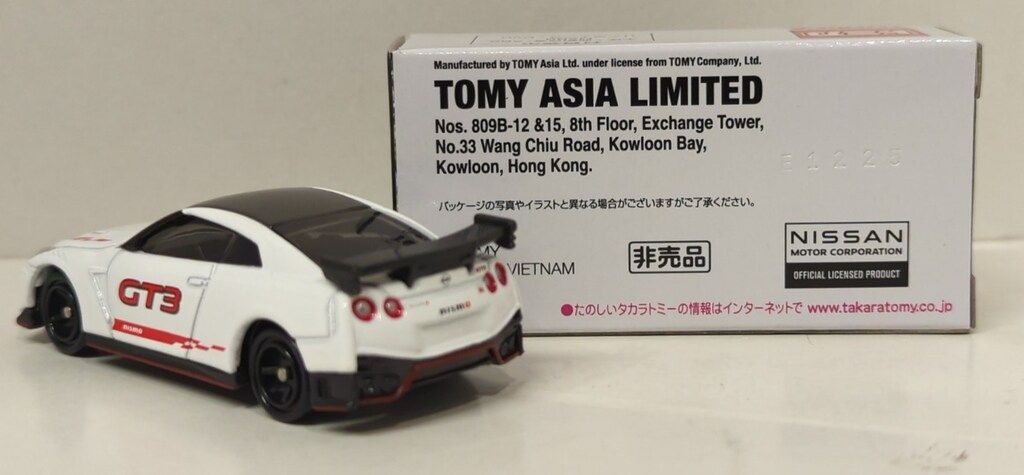 Manufactured by TOMY Asia Ltd. under license from TOMY Company, Ltd.
TOMY ASIA LIMITED
Nos. 809B-12 &15, 8th Floor, Exchange Tower,
No.33 Wang Chiu Road, Kowloon Bay,
Kowloon, Hong Kong.
E1225
パッケージの写真やイラストと異なる場合がございますがご了承ください。
MY
VIETNAM
非売品
NISSAN
MOTOR CORPORATION
OFFICIAL LICENSED PRODUCT
●たのしいタカラトミーの情報はインターネットで www.takaratomy.co.jp
GT3
nismo
nismo